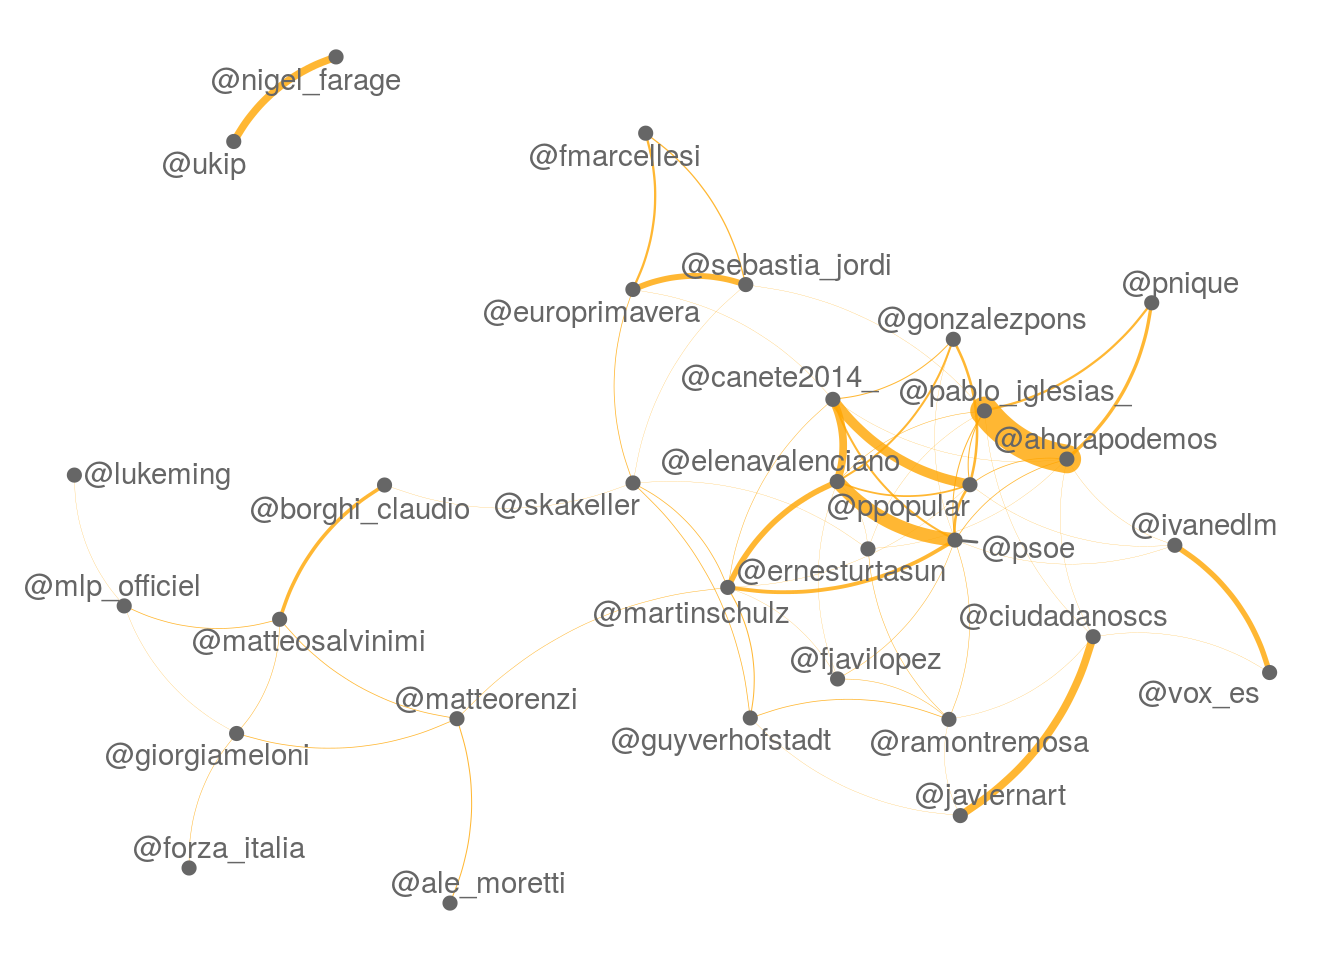 @nigel_farage
@ukip
@fmarcellesi
@sebastia_jordi
@pnique
@europrimavera
@gonzalezpons
@canete2014_
@pablo_iglesias_
@ahorapodemos
@elenavalenciano
@lukeming
@borghi_claudio
@skakeller
@ppopular
@ivanedlm
@psoe
@ernesturtasun
@mlp_officiel
@martinschulz
@ciudadanoscs
@matteosalvinimi
@fjavilopez
@vox_es
@matteorenzi
@guyverhofstadt
@ramontremosa
@giorgiameloni
@javiernart
@forza_italia
@ale_moretti